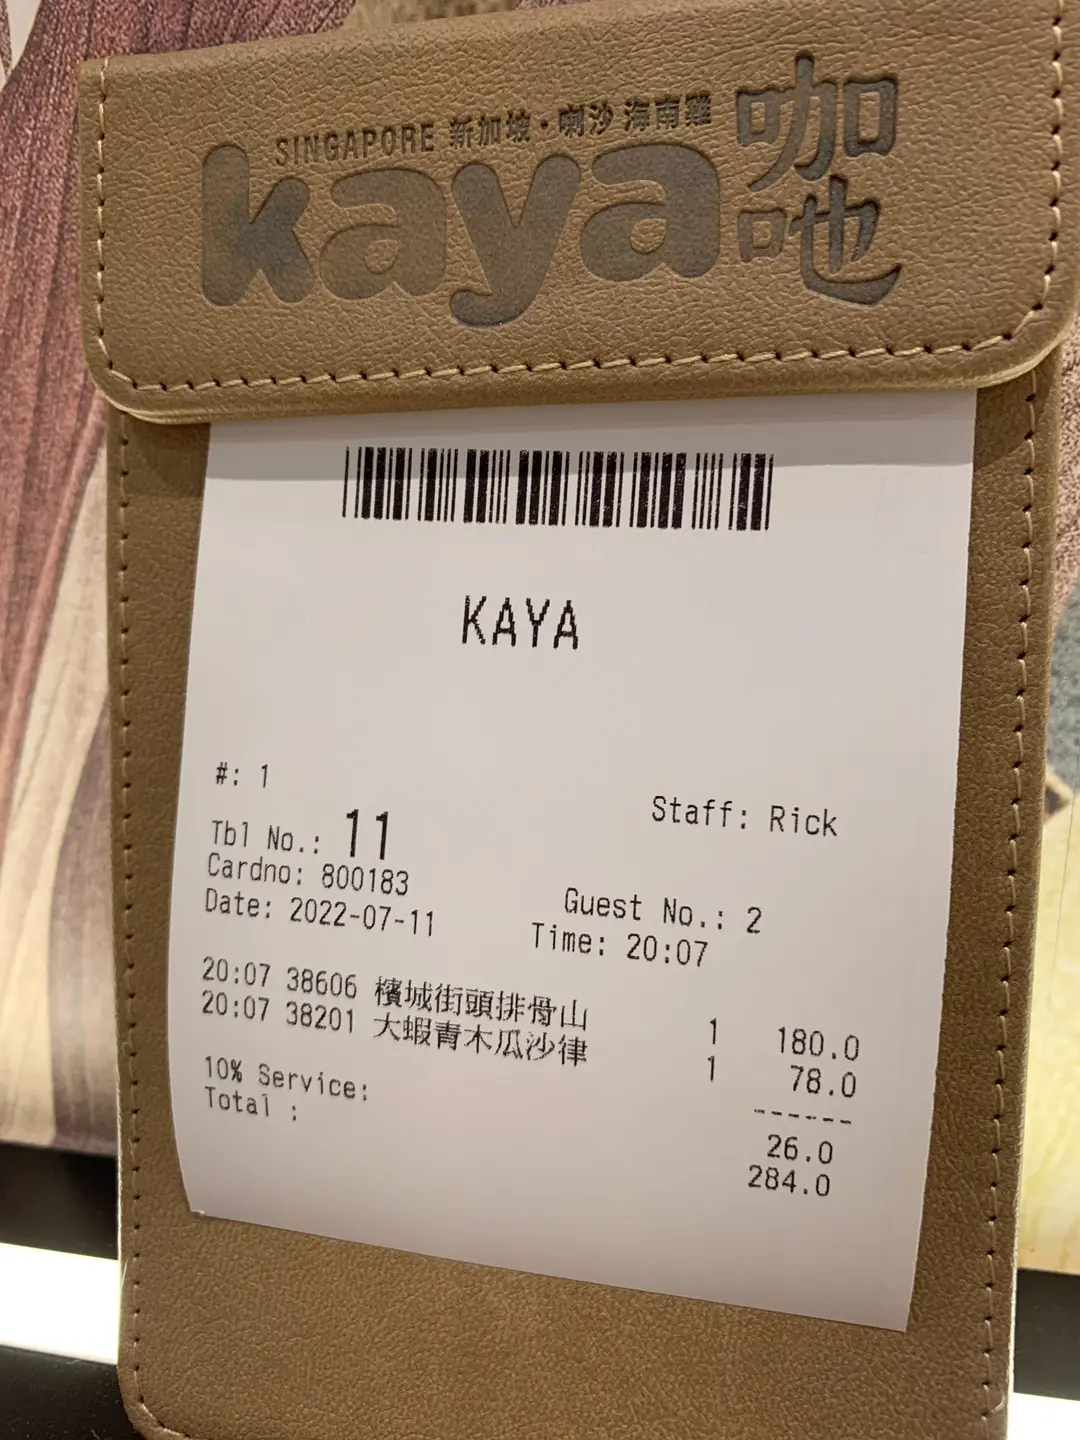 SINGAPORE 新加坡·喇沙 海南雞
kaya 咖吔
KAYA
#: 1
Staff: Rick
Tbl No.: 11
Cardno: 800183
Guest No.: 2
Date: 2022-07-11
Time: 20:07
20:07 38606 檳城街頭排骨山 1 180.0
20:07 38201 大蝦青木瓜沙律 1 78.0
------
10% Service: 26.0
Total : 284.0